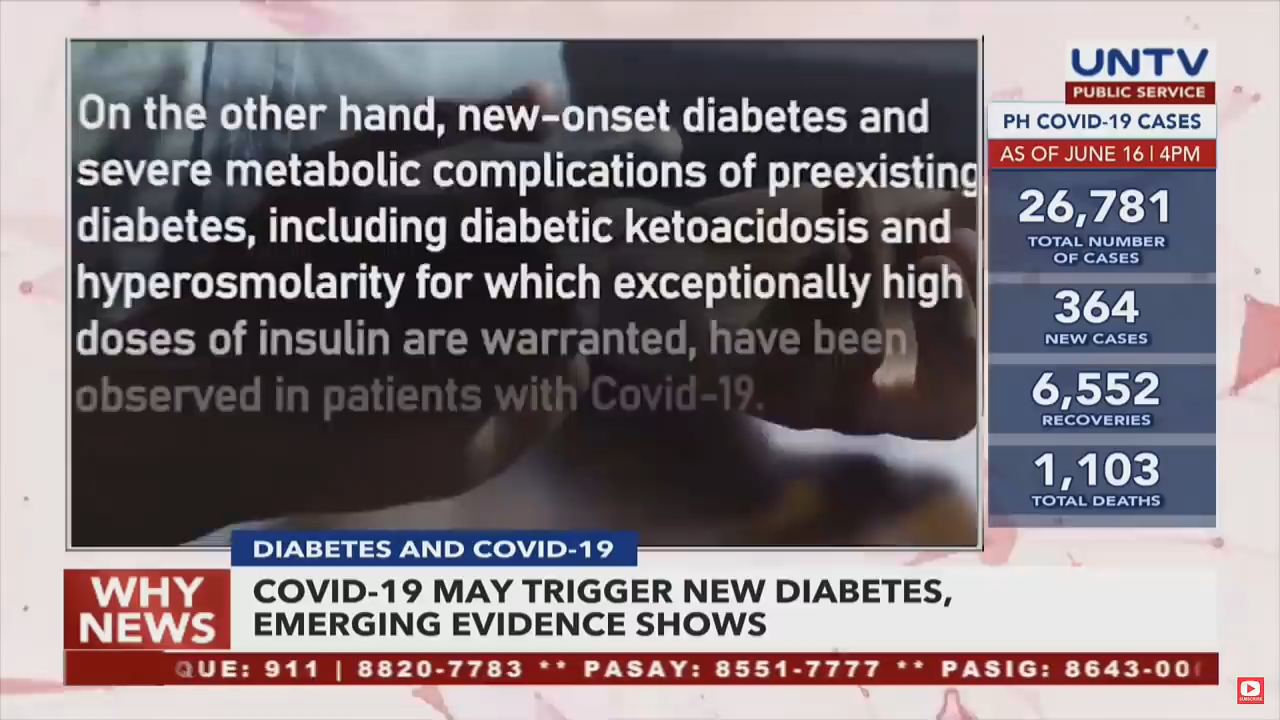 On the other hand, new-onset diabetes and
severe metabolic complications of preexisting
diabetes, including diabetic ketoacidosis and
hyperosmolarity for which exceptionally high
doses of insulin are warranted, have been
observed in patients with Covid-19.
UNTV
PUBLIC SERVICE
PH COVID-19 CASES
AS OF JUNE 16 | 4PM
26,781
TOTAL NUMBER
OF CASES
364
NEW CASES
6,552
RECOVERIES
1,103
TOTAL DEATHS
DIABETES AND COVID-19
WHY
NEWS
COVID-19 MAY TRIGGER NEW DIABETES,
EMERGING EVIDENCE SHOWS
QUE: 911 | 8820-7783 ** PASAY: 8551-7777 ** PASIG: 8643-00
SUBSCRIBE